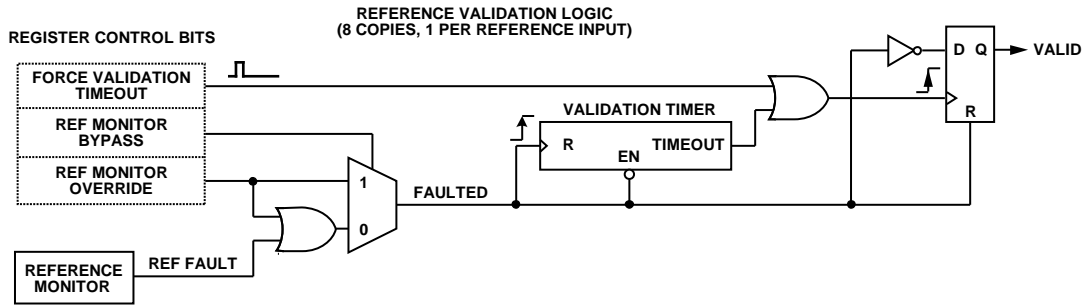 REFERENCE VALIDATION LOGIC
(8 COPIES, 1 PER REFERENCE INPUT)
REGISTER CONTROL BITS
FORCE VALIDATION
TIMEOUT
REF MONITOR
BYPASS
REF MONITOR
OVERRIDE
REFERENCE
MONITOR
REF FAULT
1
0
FAULTED
VALIDATION TIMER
R
EN
TIMEOUT
D
Q
R
VALID